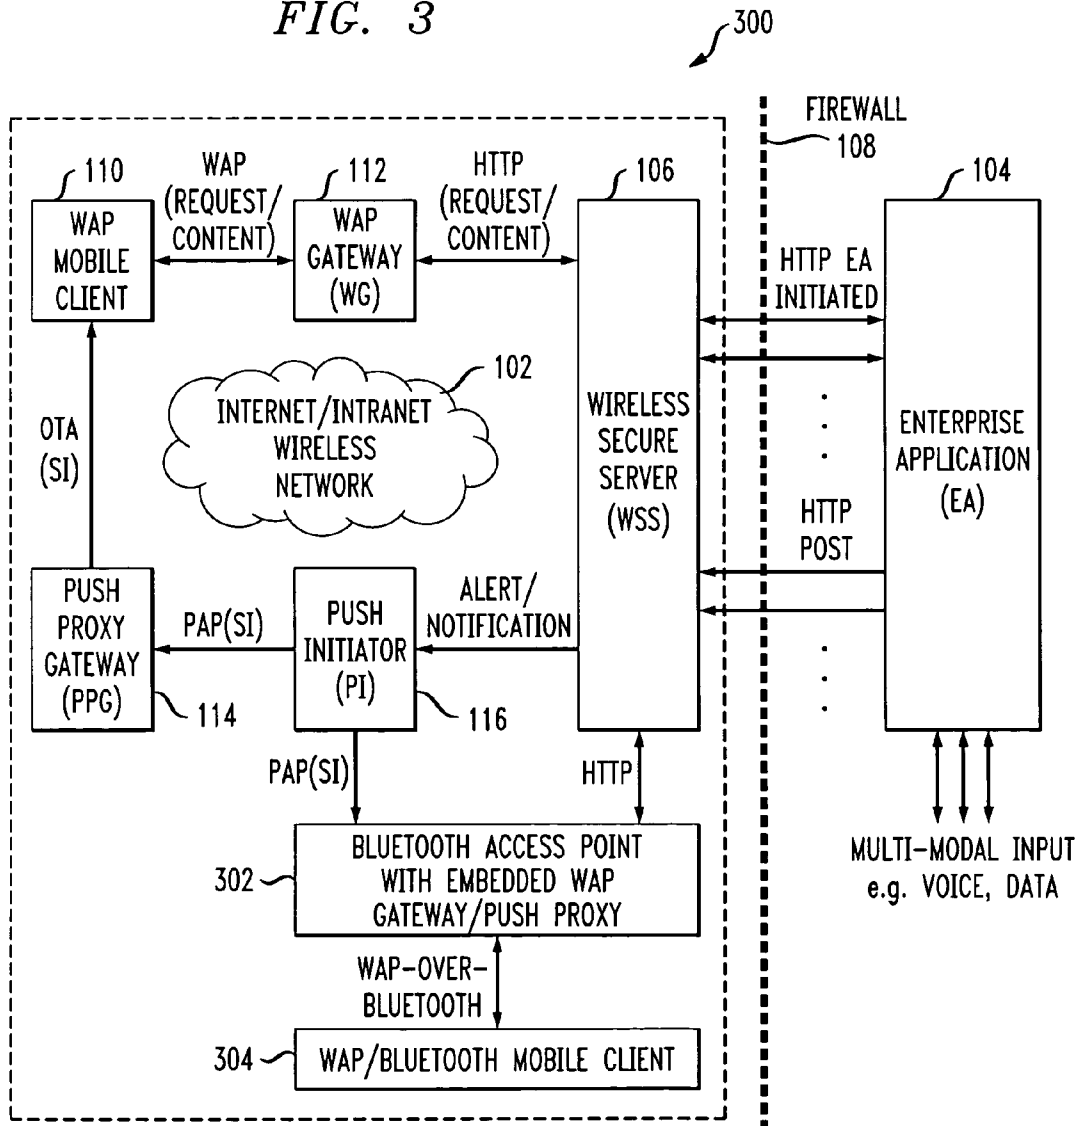 FIG. 3
300
FIREWALL
108
110
WAP
(REQUEST/
CONTENT)
112
HTTP
(REQUEST/
CONTENT)
106
104
WAP
MOBILE
CLIENT
WAP
GATEWAY
(WG)
HTTP EA
INITIATED
102
INTERNET/INTRANET
WIRELESS
NETWORK
OTA
(SI)
WIRELESS
SECURE
SERVER
(WSS)
ENTERPRISE
APPLICATION
(EA)
HTTP
POST
PUSH
PROXY
GATEWAY
(PPG)
114
PAP(SI)
PUSH
INITIATOR
(PI)
116
ALERT/
NOTIFICATION
PAP(SI)
HTTP
302
BLUETOOTH ACCESS POINT
WITH EMBEDDED WAP
GATEWAY/PUSH PROXY
MULTI-MODAL INPUT
e.g. VOICE, DATA
WAP-OVER-
BLUETOOTH
304
WAP/BLUETOOTH MOBILE CLIENT